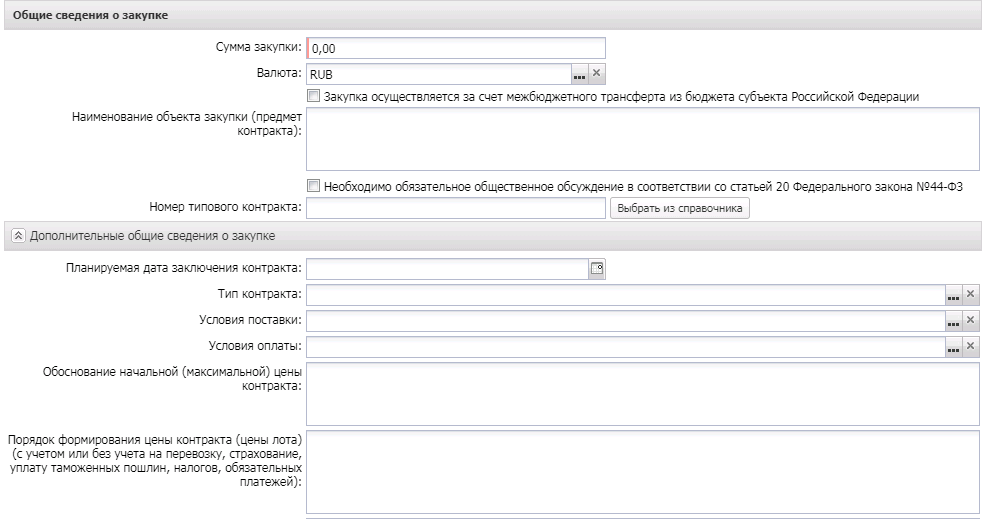 Общие сведения о закупке
Сумма закупки: 0,00
Валюта: RUB
Закупка осуществляется за счет межбюджетного трансферта из бюджета субъекта Российской Федерации
Наименование объекта закупки (предмет
контракта):
Необходимо обязательное общественное обсуждение в соответствии со статьей 20 Федерального закона №44-ФЗ
Номер типового контракта: Выбрать из справочника
Дополнительные общие сведения о закупке
Планируемая дата заключения контракта:
Тип контракта:
Условия поставки:
Условия оплаты:
Обоснование начальной (максимальной) цены
контракта:
Порядок формирования цены контракта (цены лота)
(с учетом или без учета на перевозку, страхование,
уплату таможенных пошлин, налогов, обязательных
платежей):